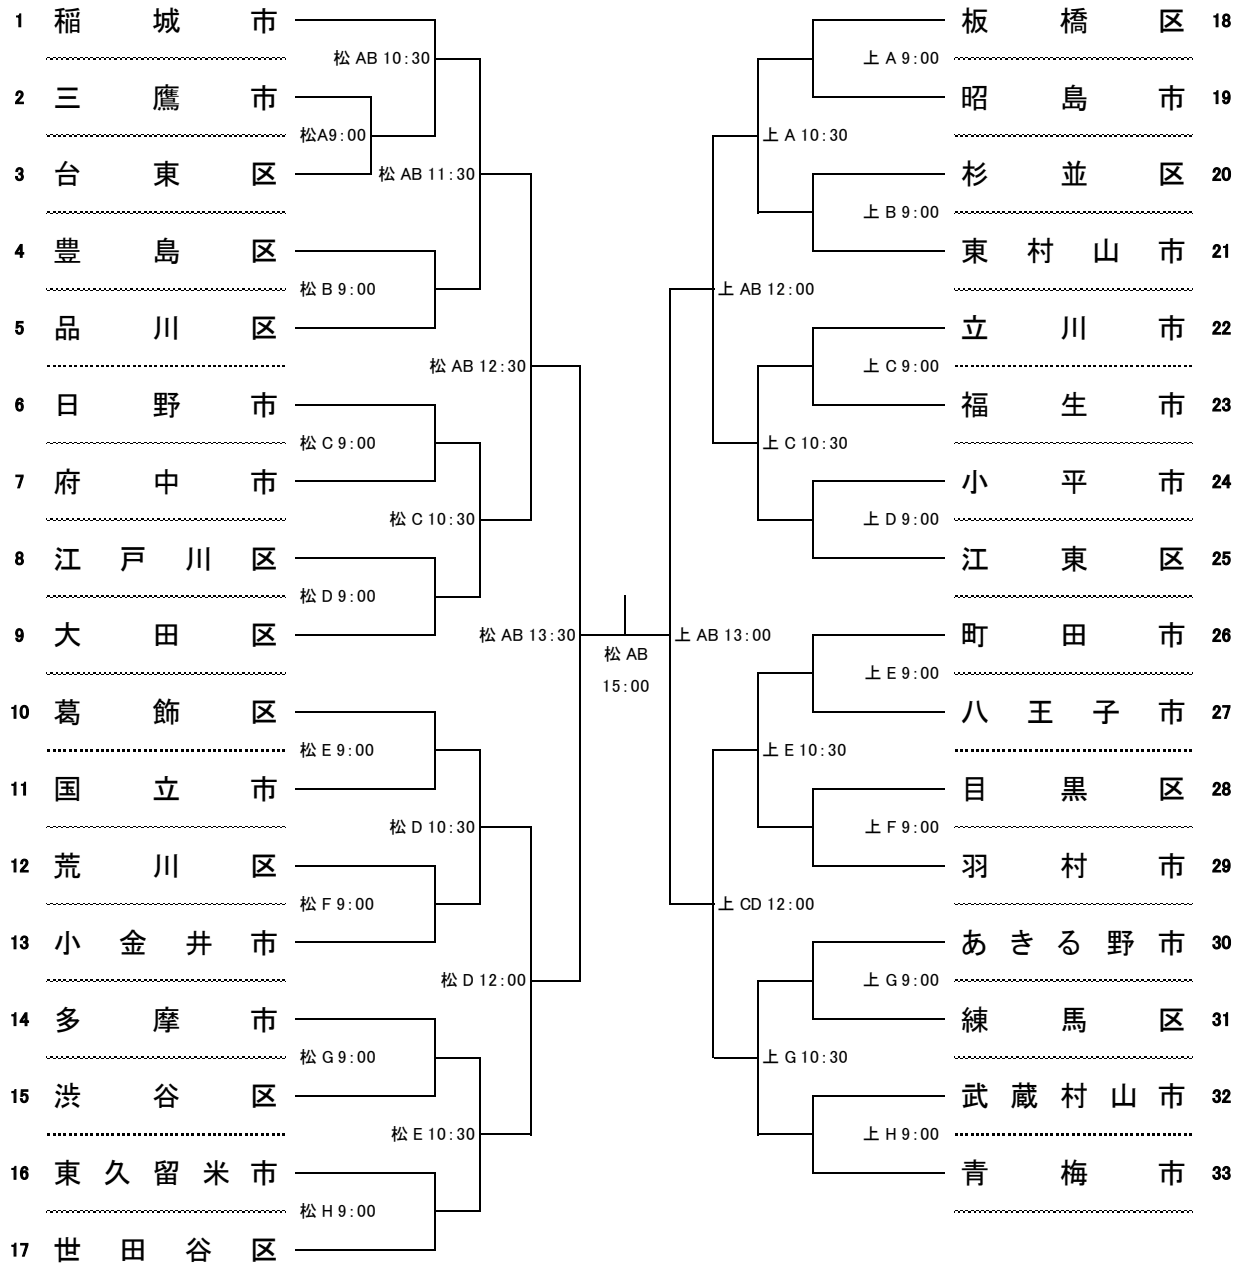 1 稲城市
松 AB 10:30
2 三鷹市
松A9:00
3 台東区
松 AB 11:30
4 豊島区
松 B 9:00
5 品川区
松 AB 12:30
6 日野市
松 C 9:00
7 府中市
松 C 10:30
8 江戸川区
松 D 9:00
9 大田区
松 AB 13:30
10 葛飾区
松 E 9:00
11 国立市
松 D 10:30
12 荒川区
松 F 9:00
13 小金井市
松 D 12:00
14 多摩市
松 G 9:00
15 渋谷区
松 E 10:30
16 東久留米市
松 H 9:00
17 世田谷区
松 AB
15:00
板橋区 18
上 A 9:00
昭島市 19
上 A 10:30
杉並区 20
上 B 9:00
東村山市 21
上 AB 12:00
立川市 22
上 C 9:00
福生市 23
上 C 10:30
小平市 24
上 D 9:00
江東区 25
上 AB 13:00
町田市 26
上 E 9:00
八王子市 27
上 E 10:30
目黒区 28
上 F 9:00
羽村市 29
上 CD 12:00
あきる野市 30
上 G 9:00
練馬区 31
上 G 10:30
武蔵村山市 32
上 H 9:00
青梅市 33